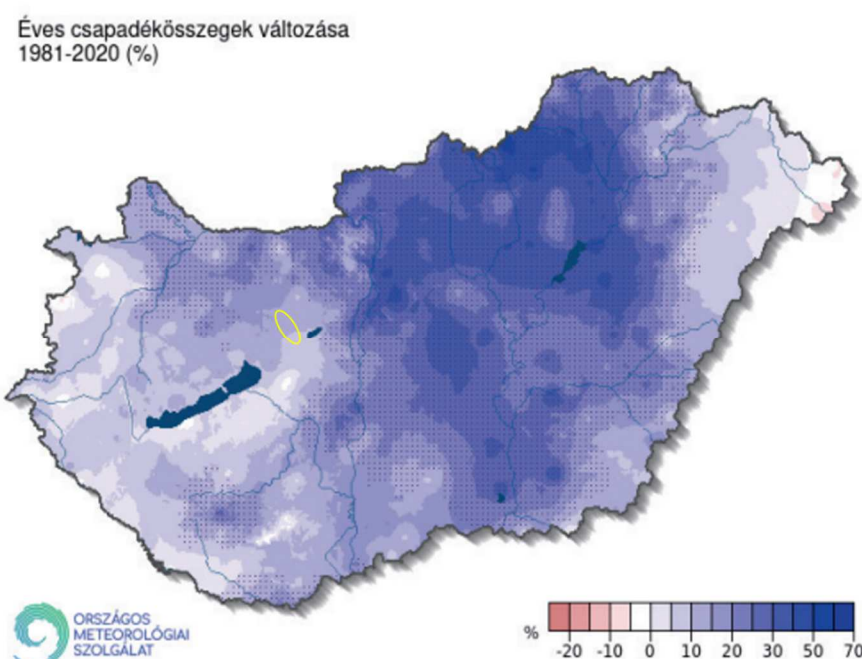 Éves csapadékösszegek változása
1981-2020 (%)
ORSZÁGOS
METEOROLÓGIAI
SZOLGÁLAT
%
-20 -10 0 10 20 30 50 70